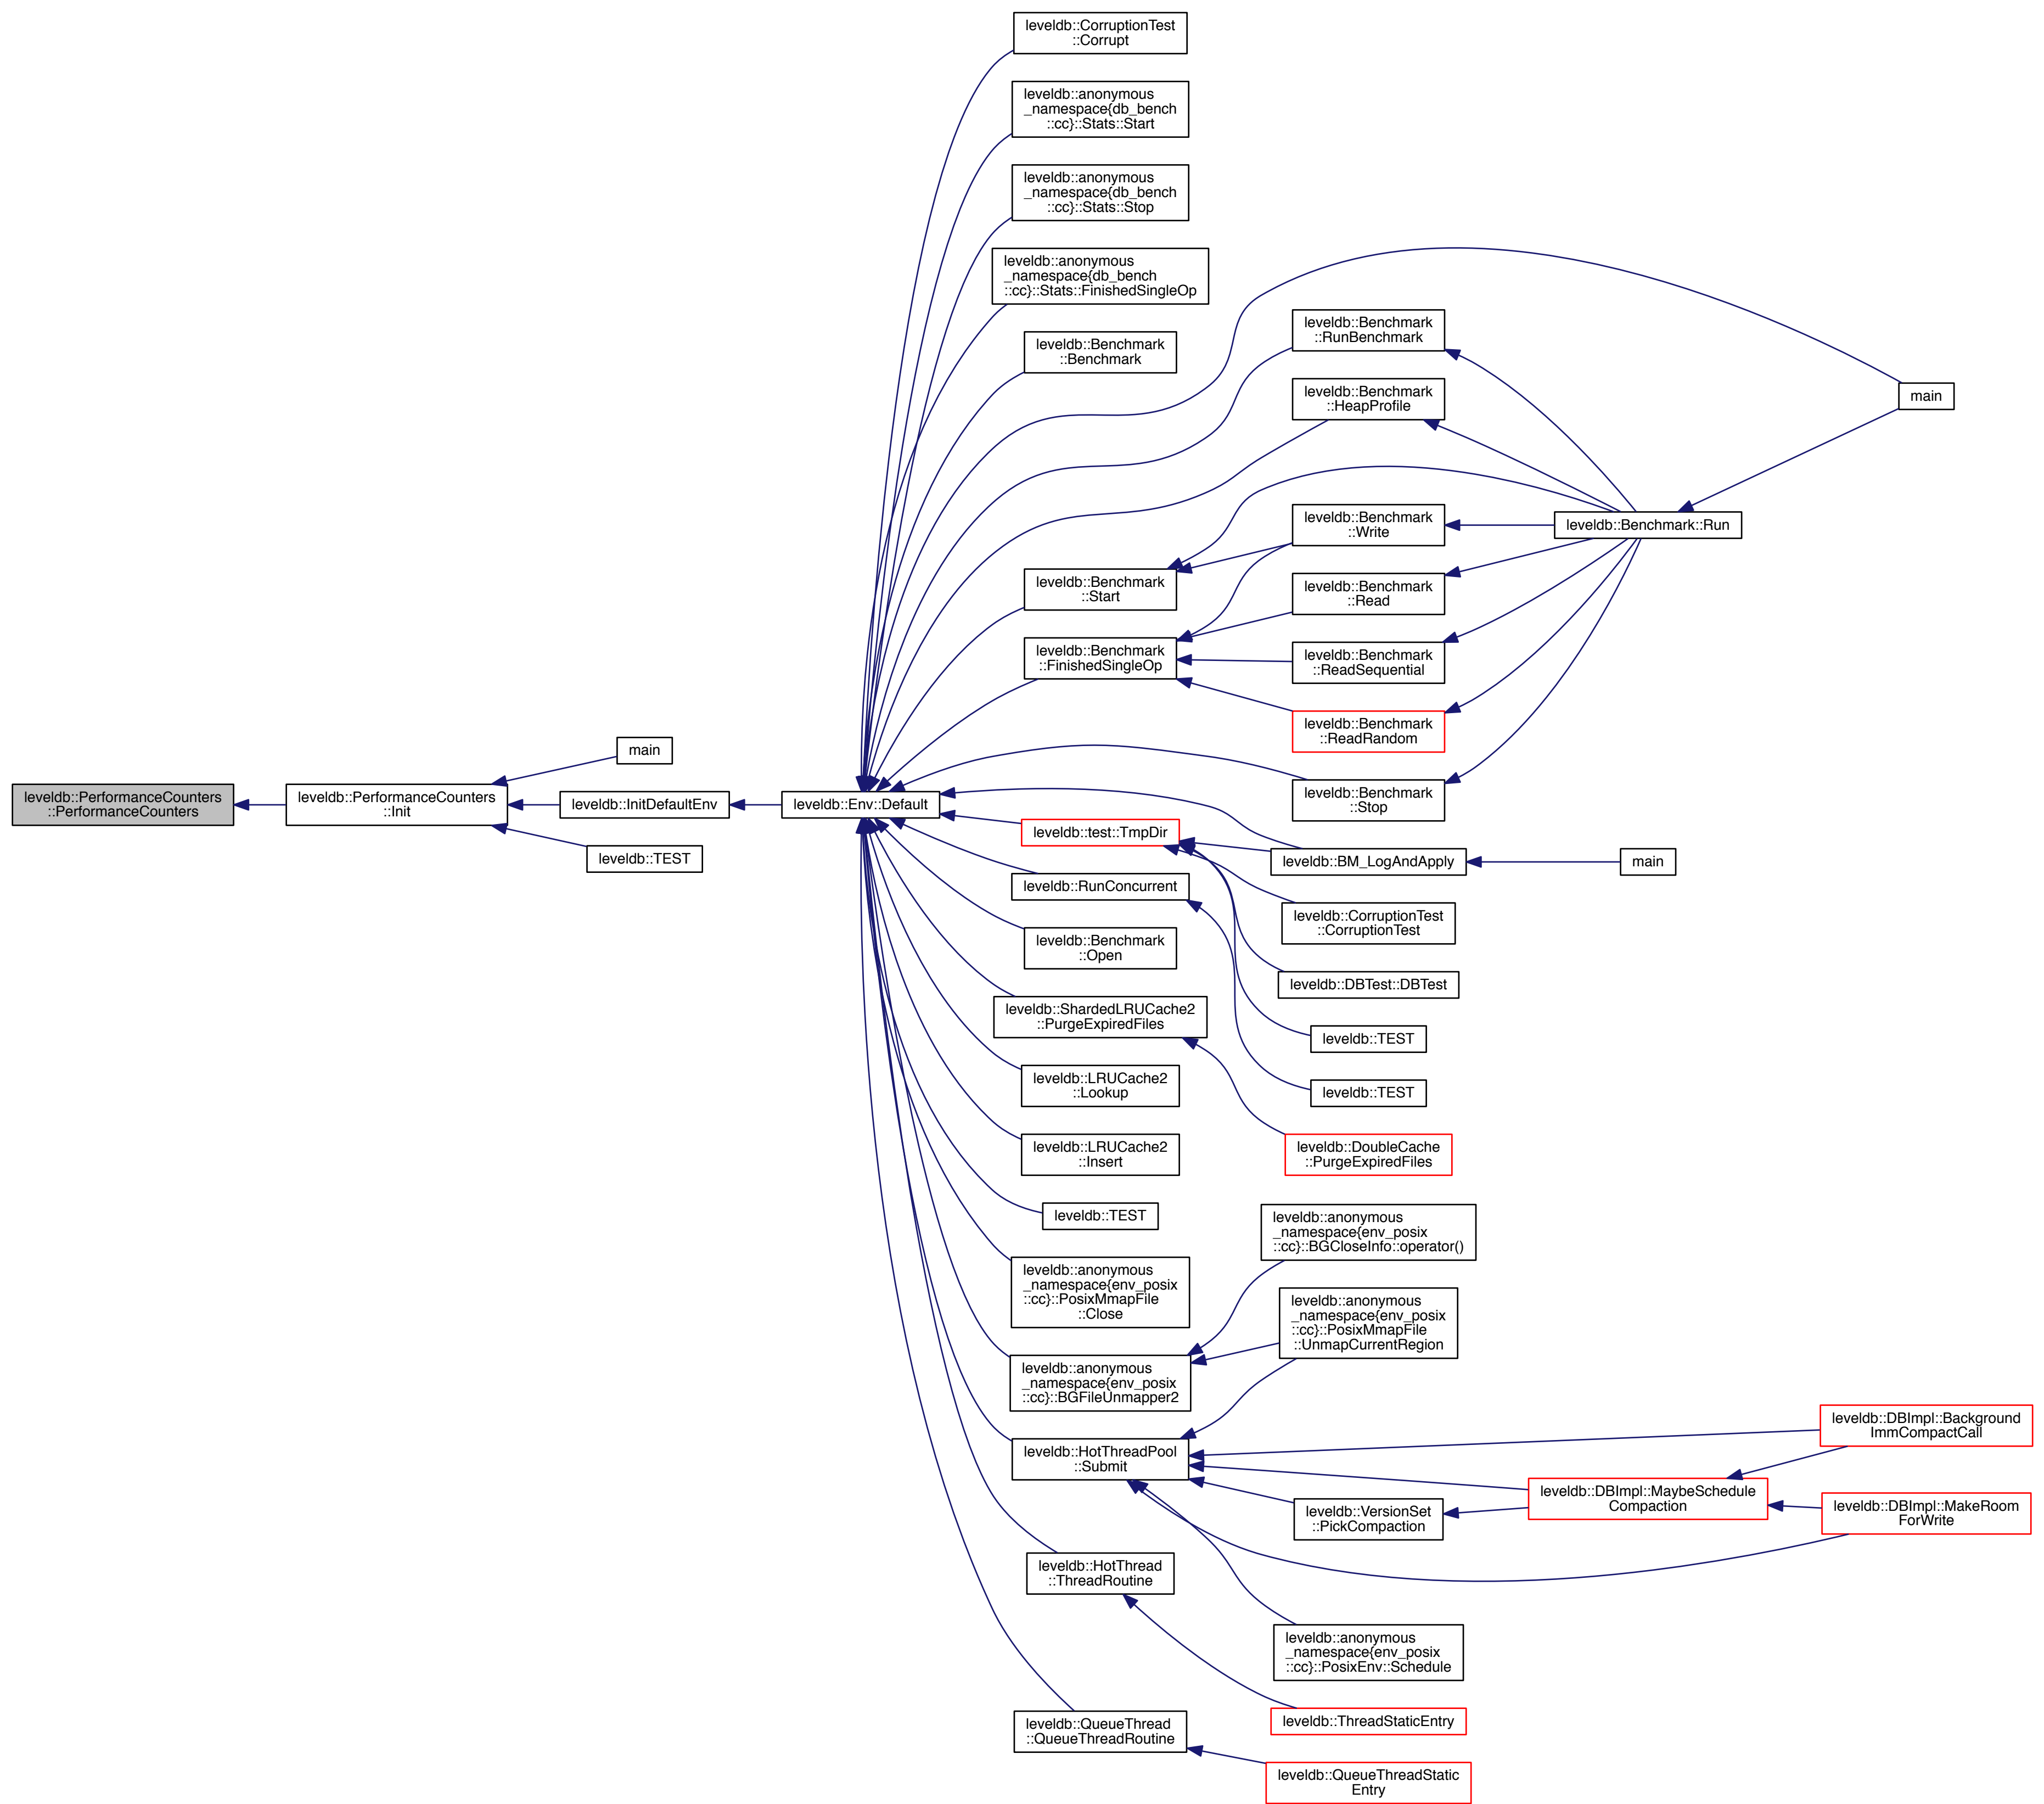 leveldb::CorruptionTest
::Corrupt
leveldb::anonymous
_namespace{db_bench
::cc}::Stats::Start
leveldb::anonymous
_namespace{db_bench
::cc}::Stats::Stop
leveldb::anonymous
_namespace{db_bench
::cc}::Stats::FinishedSingleOp
leveldb::Benchmark
::Benchmark
leveldb::Benchmark
::RunBenchmark
leveldb::Benchmark
::HeapProfile
main
leveldb::Benchmark
::Write
leveldb::Benchmark::Run
leveldb::Benchmark
::Start
leveldb::Benchmark
::Read
leveldb::Benchmark
::FinishedSingleOp
leveldb::Benchmark
::ReadSequential
leveldb::Benchmark
::ReadRandom
main
leveldb::PerformanceCounters
::PerformanceCounters
leveldb::PerformanceCounters
::Init
leveldb::InitDefaultEnv
leveldb::Env::Default
leveldb::Benchmark
::Stop
leveldb::TEST
leveldb::test::TmpDir
leveldb::BM_LogAndApply
main
leveldb::RunConcurrent
leveldb::CorruptionTest
::CorruptionTest
leveldb::Benchmark
::Open
leveldb::DBTest::DBTest
leveldb::ShardedLRUCache2
::PurgeExpiredFiles
leveldb::TEST
leveldb::LRUCache2
::Lookup
leveldb::TEST
leveldb::LRUCache2
::Insert
leveldb::DoubleCache
::PurgeExpiredFiles
leveldb::TEST
leveldb::anonymous
_namespace{env_posix
::cc}::BGCloseInfo::operator()
leveldb::anonymous
_namespace{env_posix
::cc}::PosixMmapFile
::Close
leveldb::anonymous
_namespace{env_posix
::cc}::PosixMmapFile
::UnmapCurrentRegion
leveldb::anonymous
_namespace{env_posix
::cc}::BGFileUnmapper2
leveldb::DBImpl::Background
ImmCompactCall
leveldb::HotThreadPool
::Submit
leveldb::DBImpl::MaybeSchedule
Compaction
leveldb::VersionSet
::PickCompaction
leveldb::DBImpl::MakeRoom
ForWrite
leveldb::HotThread
::ThreadRoutine
leveldb::anonymous
_namespace{env_posix
::cc}::PosixEnv::Schedule
leveldb::ThreadStaticEntry
leveldb::QueueThread
::QueueThreadRoutine
leveldb::QueueThreadStatic
Entry